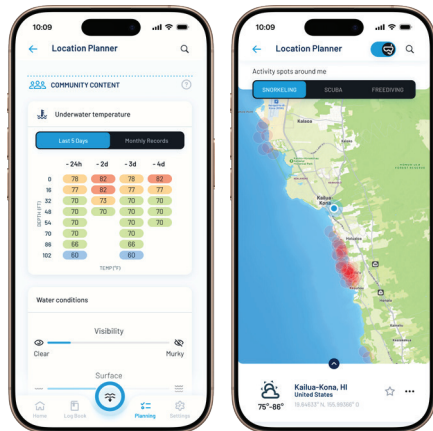 10:09
Location Planner
COMMUNITY CONTENT
Underwater temperature
Last 5 Days
Monthly Records
- 24h
- 2d
- 3d
- 4d
0 78 82 78 82
16 77 82 77 77
32 70 73 70 70
48 70 70 70 70
54 70 70
70 70 70
86 66 66
102 60 60
DEPTH (FT)
TEMP (°F)
Water conditions
Visibility
Clear
Murky
Surface
Home
Log Book
Planning
Settings
10:09
Location Planner
Activity spots around me
SNORKELING
SCUBA
FREEDIVING
Kalaoa
Kailua-Kona
Holualoa
Kailua-Kona, HI
United States
75°-86°